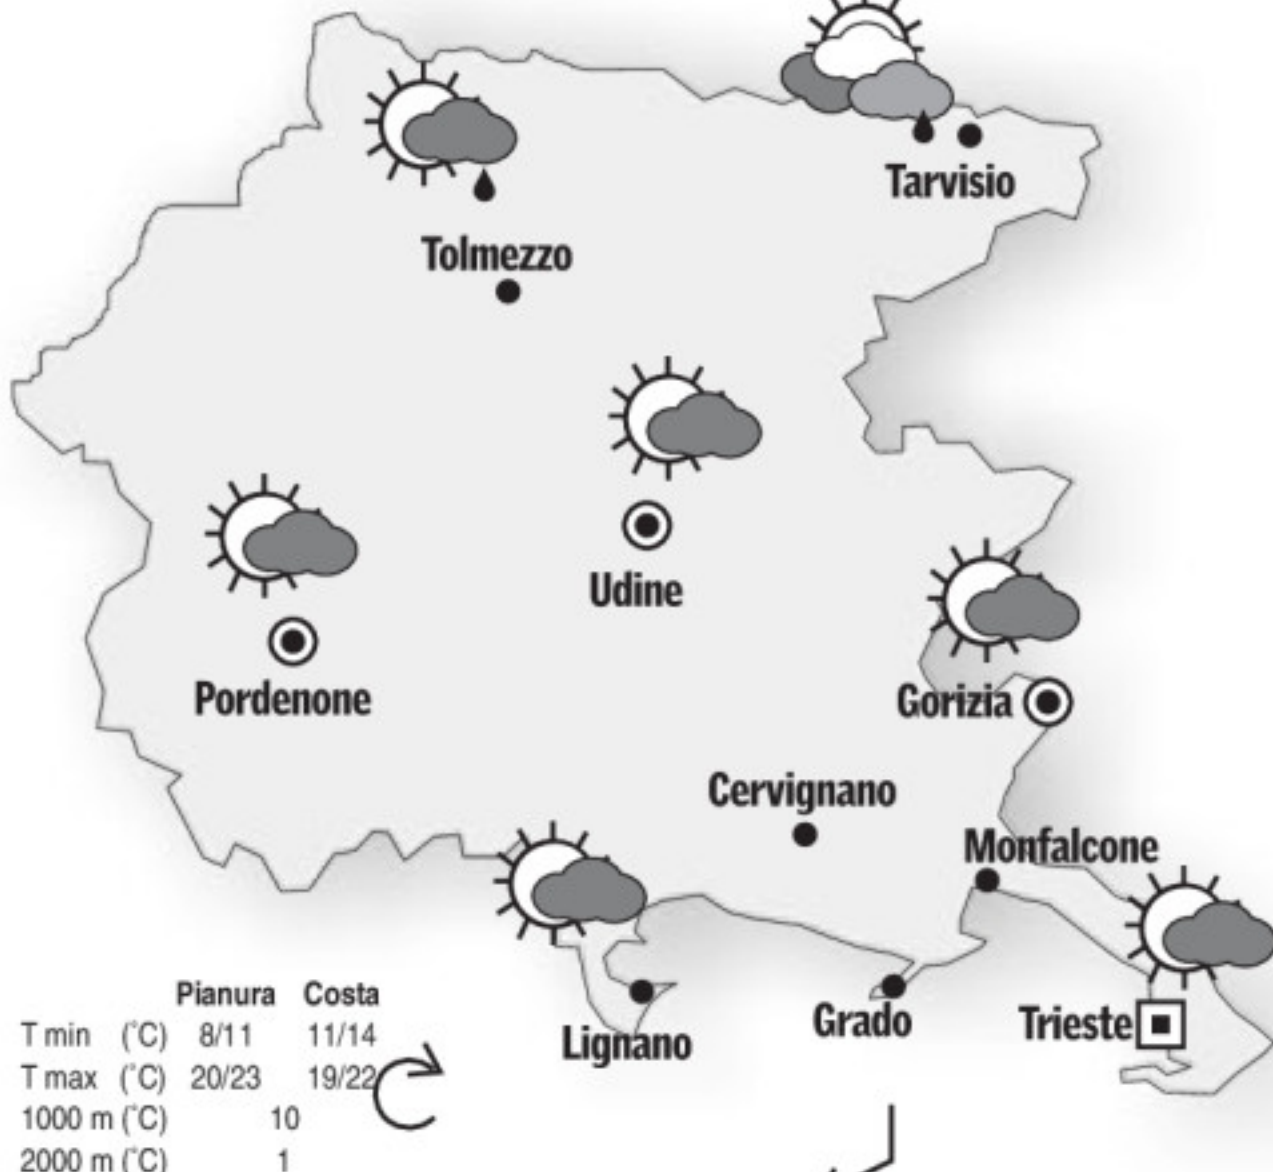 Tarvisio
Tolmezzo
Udine
Pordenone
Gorizia
Cervignano
Monfalcone
Lignano
Grado
Trieste
Pianura Costa
T min (°C) 8/11 11/14
T max (°C) 20/23 19/22
1000 m (°C) 10
2000 m (°C) 1